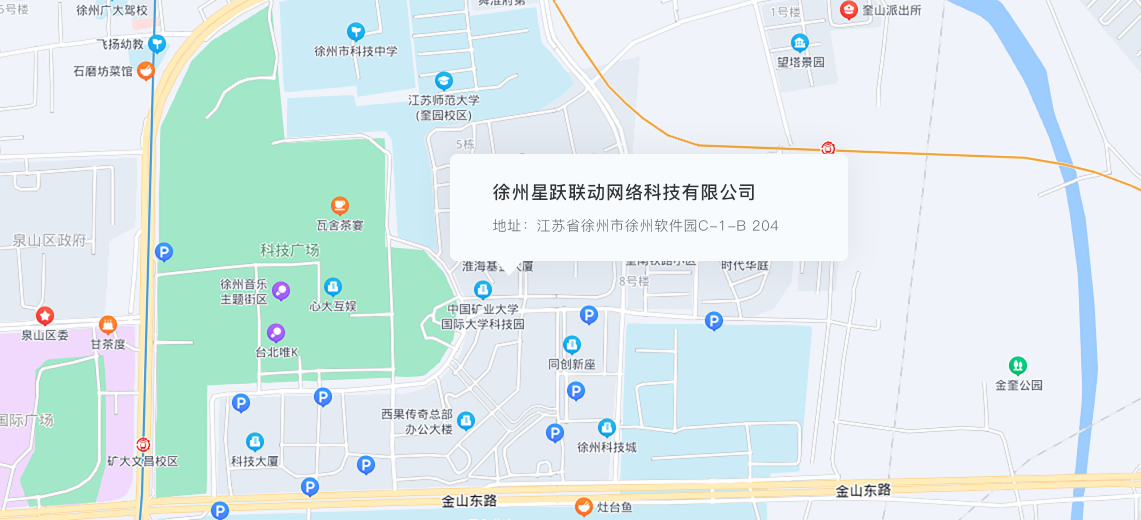 徐州广大驾校
5号楼
飞扬幼教
石磨坊菜馆
徐州市科技中学
江苏师范大学
(奎园校区)
5栋
1号楼
奎山派出所
望塔景园
徐州星跃联动网络科技有限公司
地址：江苏省徐州市徐州软件园C-1-B 204
瓦舍茶宴
泉山区政府
科技广场
时代华庭
8号楼
徐州音乐
主题街区
心大互娱
中国矿业大学
国际大学科技园
泉山区委
甘茶度
台北唯K
同创新座
金奎公园
国际广场
西果传奇总部
办公大楼
徐州科技城
矿大文昌校区
科技大厦
金山东路
金山东路
灶台鱼
P
P
P
P
P
P
P
P
P
P